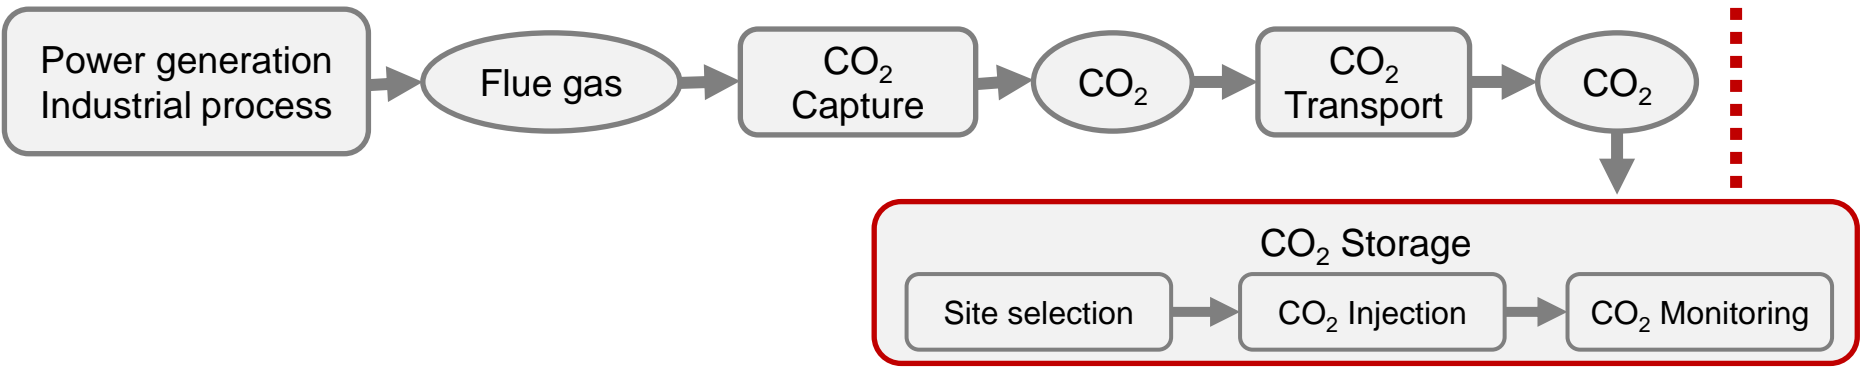 Power generation
Industrial process
Flue gas
CO₂
Capture
CO₂
CO₂
Transport
CO₂
CO₂ Storage
Site selection
CO₂ Injection
CO₂ Monitoring